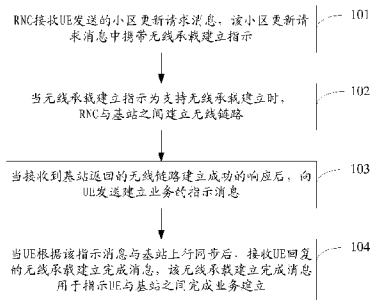 RNC接收UE发送的小区更新请求消息，该小区更新请
求消息中携带无线承载建立指示
101
当无线承载建立指示为支持无线承载建立时，
RNC与基站之间建立无线链路
102
当接收到基站返回的无线链路建立成功的响应后，向
UE发送建立业务的指示消息
103
当UE根据该指示消息与基站上行同步后，接收UE回复
的无线承载建立完成消息，该无线承载建立完成消息
用于指示UE与基站之间完成业务建立
104